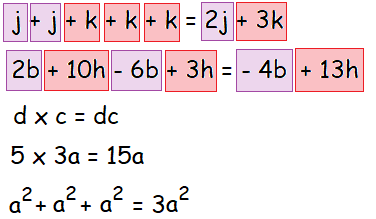 j + j + k + k + k = 2j + 3k
2b + 10h - 6b + 3h = - 4b + 13h
d x c = dc
5 x 3a = 15a
a² + a² + a² = 3a²